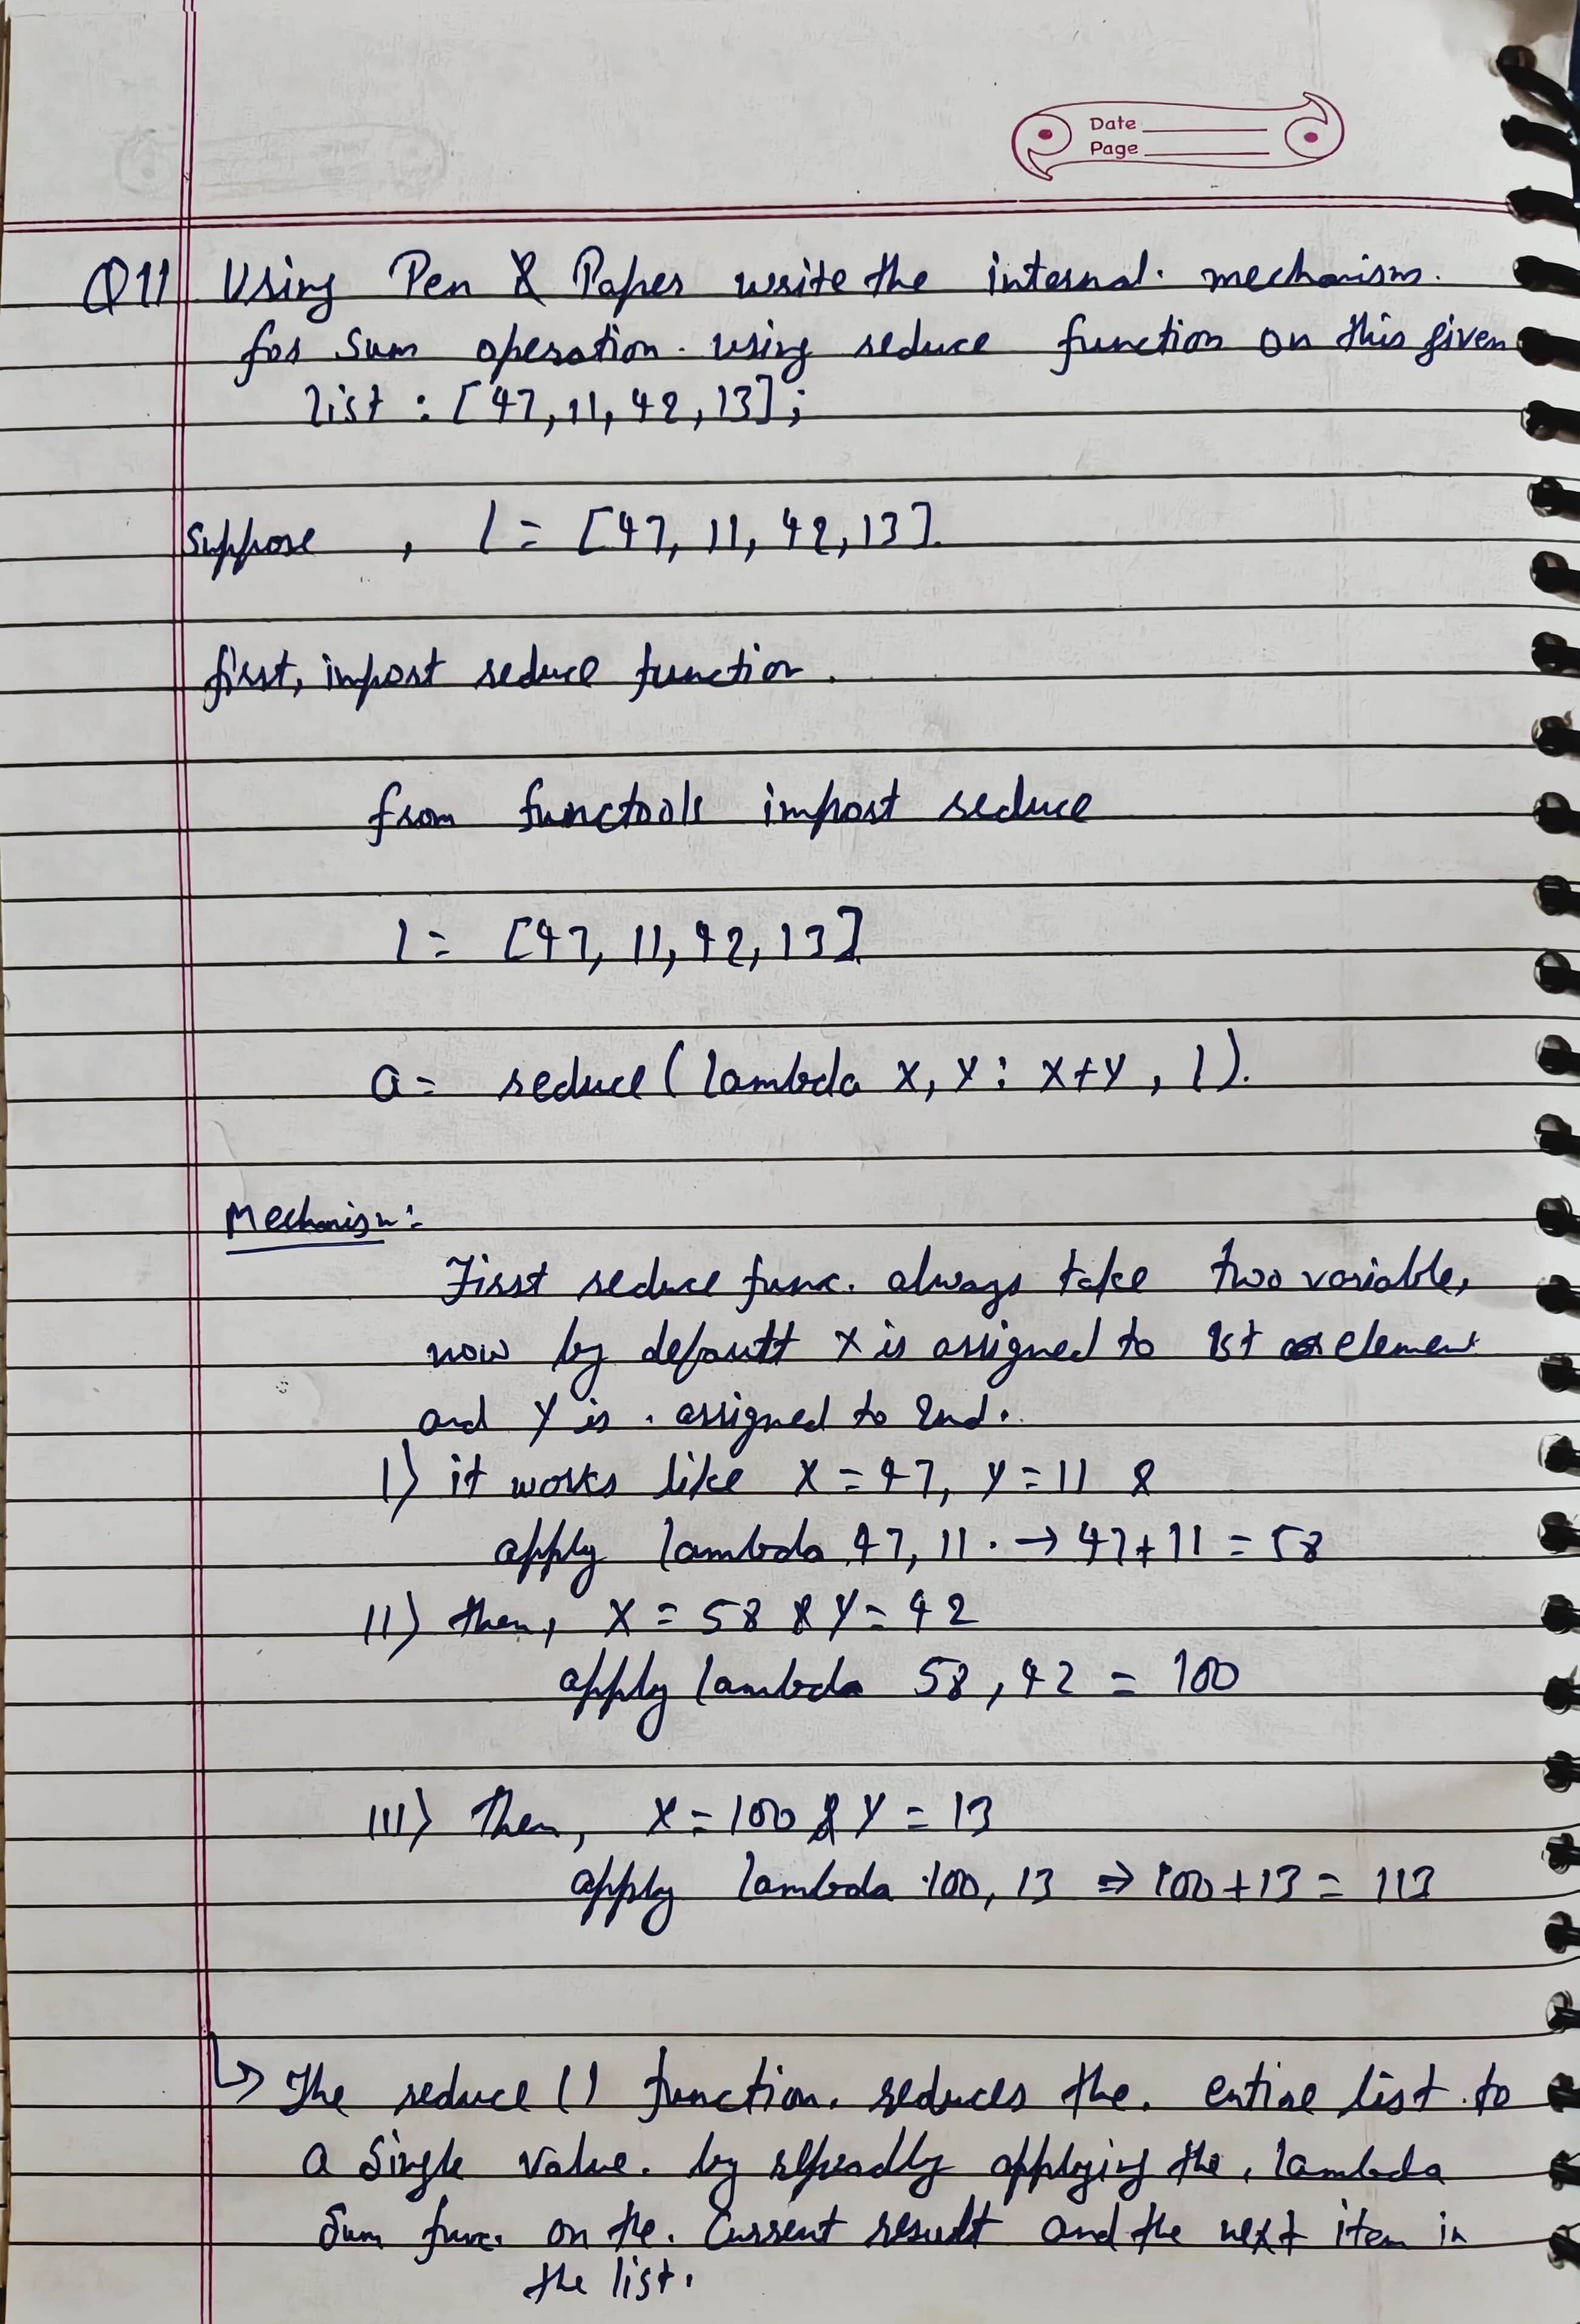 Date
Page
Q11 Using Pen & Paper write the internal mechanism.
for sum operation using reduce function on this given
list : [47, 11, 42, 13];
Suppose , l = [47, 11, 42, 13].
first, import reduce function.
from functools import reduce
l = [47, 11, 42, 13]
a = reduce(lambda x, y : x+y , l).
Mechanism :
First reduce func. always take two variable,
now by default x is assigned to 1st element
and y is assigned to 2nd.
I) it works like x = 47, y = 11 &
apply lambda 47, 11 . → 47+11 = 58
II) then, x = 58 & y = 42
apply lambda 58, 42 = 100
III) Then, x = 100 & y = 13
apply lambda 100, 13 ⇒ 100+13 = 113
↳ The reduce () function. reduces the. entire list to
a single value. by applying the, lambda
sum func. on the. current result and the next item in
the list.